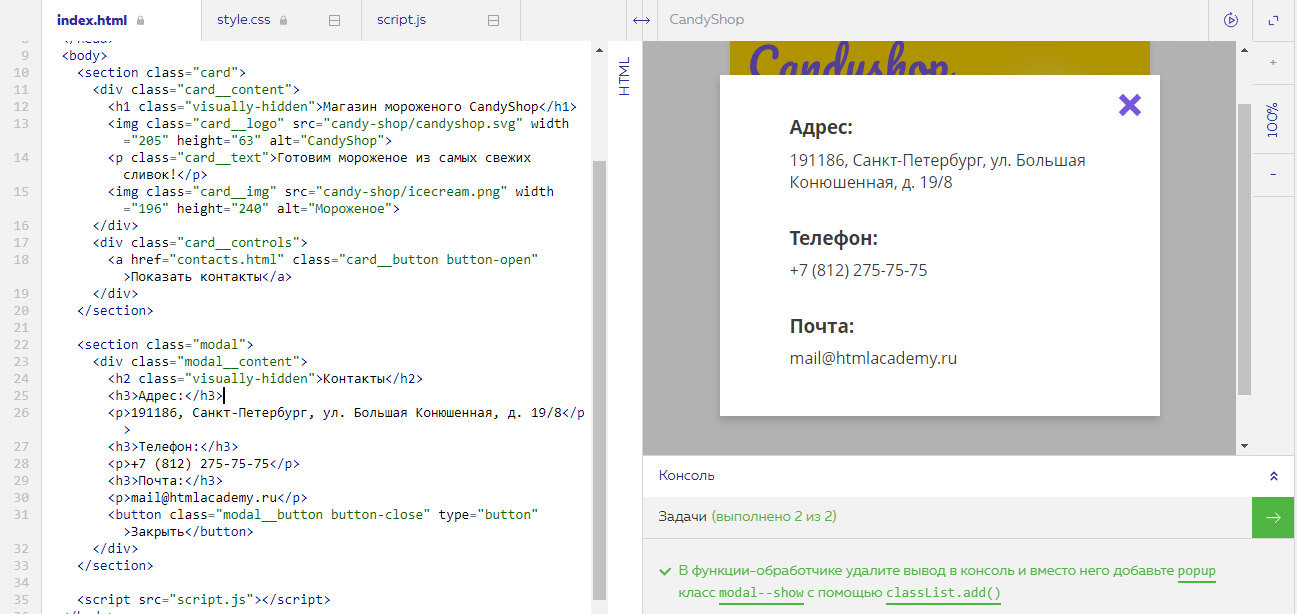 index.html
style.css
script.js
CandyShop
8 </head>
9 <body>
10 <section class="card">
11 <div class="card__content">
12 <h1 class="visually-hidden">Магазин мороженого CandyShop</h1>
13 <img class="card__logo" src="candy-shop/candyshop.svg" width
="205" height="63" alt="CandyShop">
14 <p class="card__text">Готовим мороженое из самых свежих
сливок!</p>
15 <img class="card__img" src="candy-shop/icecream.png" width
="196" height="240" alt="Мороженое">
16 </div>
17 <div class="card__controls">
18 <a href="contacts.html" class="card__button button-open"
>Показать контакты</a>
19 </div>
20 </section>
21
22 <section class="modal">
23 <div class="modal__content">
24 <h2 class="visually-hidden">Контакты</h2>
25 <h3>Адрес:</h3>
26 <p>191186, Санкт-Петербург, ул. Большая Конюшенная, д. 19/8</p
>
27 <h3>Телефон:</h3>
28 <p>+7 (812) 275-75-75</p>
29 <h3>Почта:</h3>
30 <p>mail@htmlacademy.ru</p>
31 <button class="modal__button button-close" type="button"
>Закрыть</button>
32 </div>
33 </section>
34
35 <script src="script.js"></script>
HTML
Candyshop
Адрес:
191186, Санкт-Петербург, ул. Большая
Конюшенная, д. 19/8
Телефон:
+7 (812) 275-75-75
Почта:
mail@htmlacademy.ru
+
100%
-
Консоль
Задачи (выполнено 2 из 2)
В функции-обработчике удалите вывод в консоль и вместо него добавьте popup
класс modal--show с помощью classList.add()